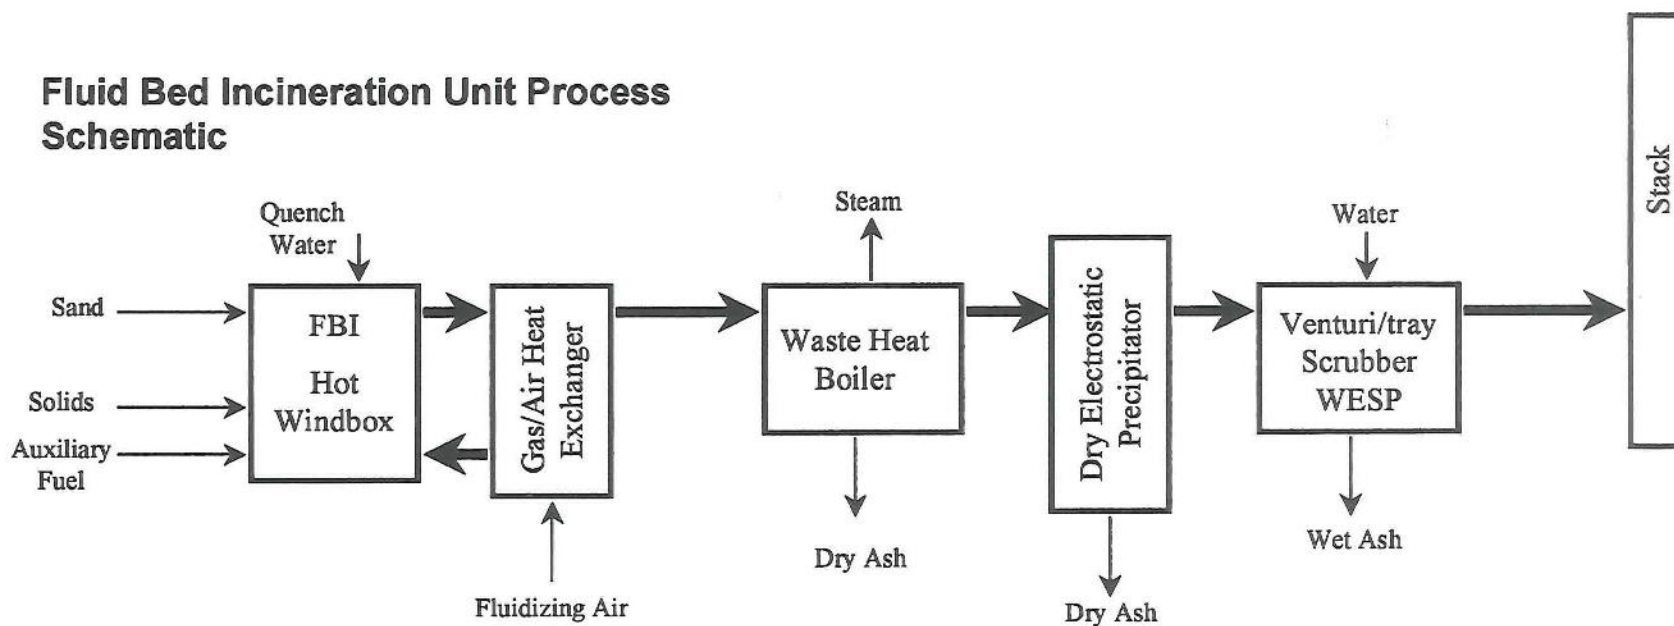 Fluid Bed Incineration Unit Process
Schematic
Quench
Water
Sand
Solids
Auxiliary
Fuel
FBI
Hot
Windbox
Gas/Air Heat
Exchanger
Fluidizing Air
Steam
Waste Heat
Boiler
Dry Ash
Dry Electrostatic
Precipitator
Dry Ash
Water
Venturi/tray
Scrubber
WESP
Wet Ash
Stack